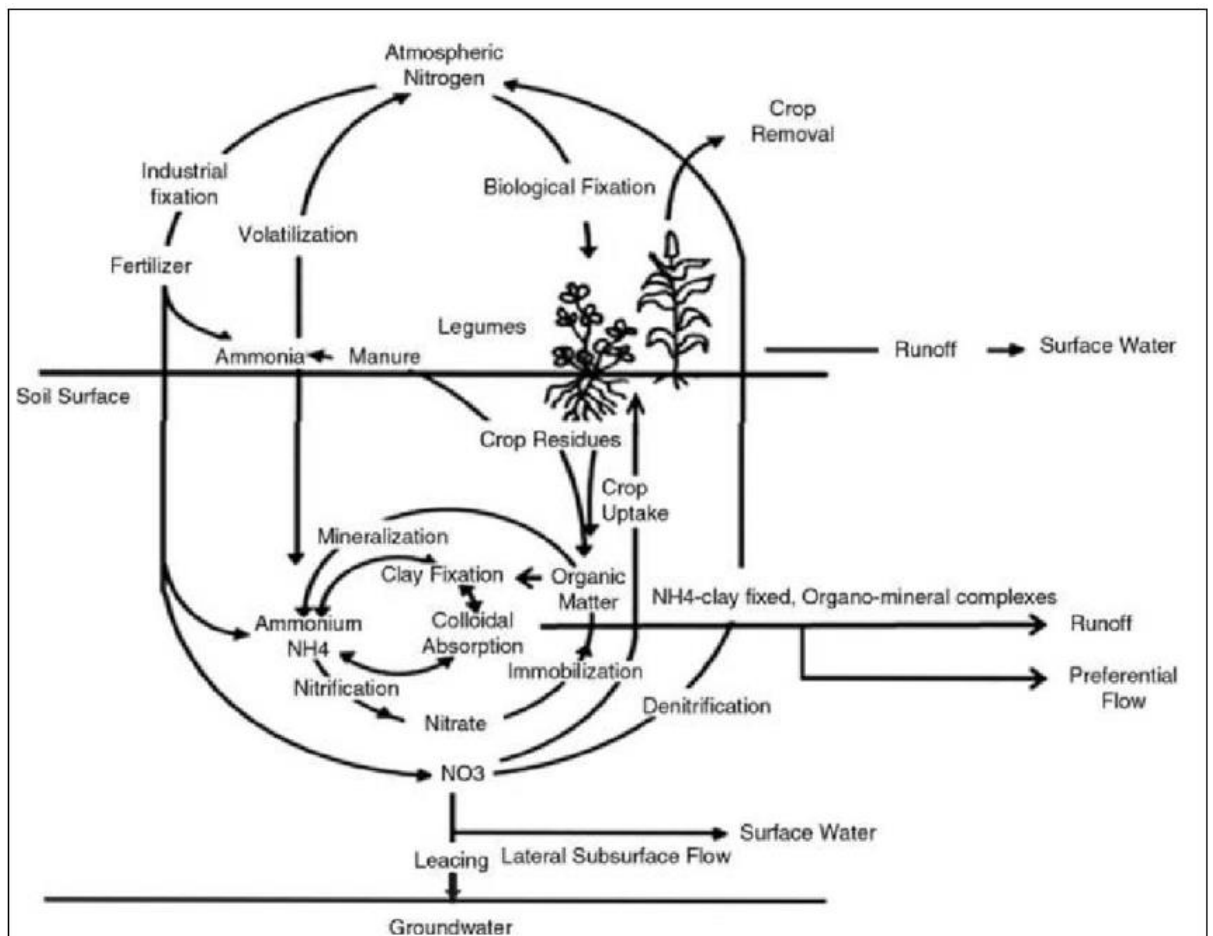 Atmospheric
Nitrogen
Crop
Removal
Industrial
fixation
Biological Fixation
Volatilization
Fertilizer
Legumes
Ammonia
Manure
Runoff
Surface Water
Soil Surface
Crop Residues
Crop
Uptake
Mineralization
Clay Fixation
Organic
Matter
NH4-clay fixed, Organo-mineral complexes
Ammonium
NH4
Colloidal
Absorption
Runoff
Immobilization
Preferential
Flow
Nitrification
Denitrification
Nitrate
NO3
Surface Water
Leacing
Lateral Subsurface Flow
Groundwater